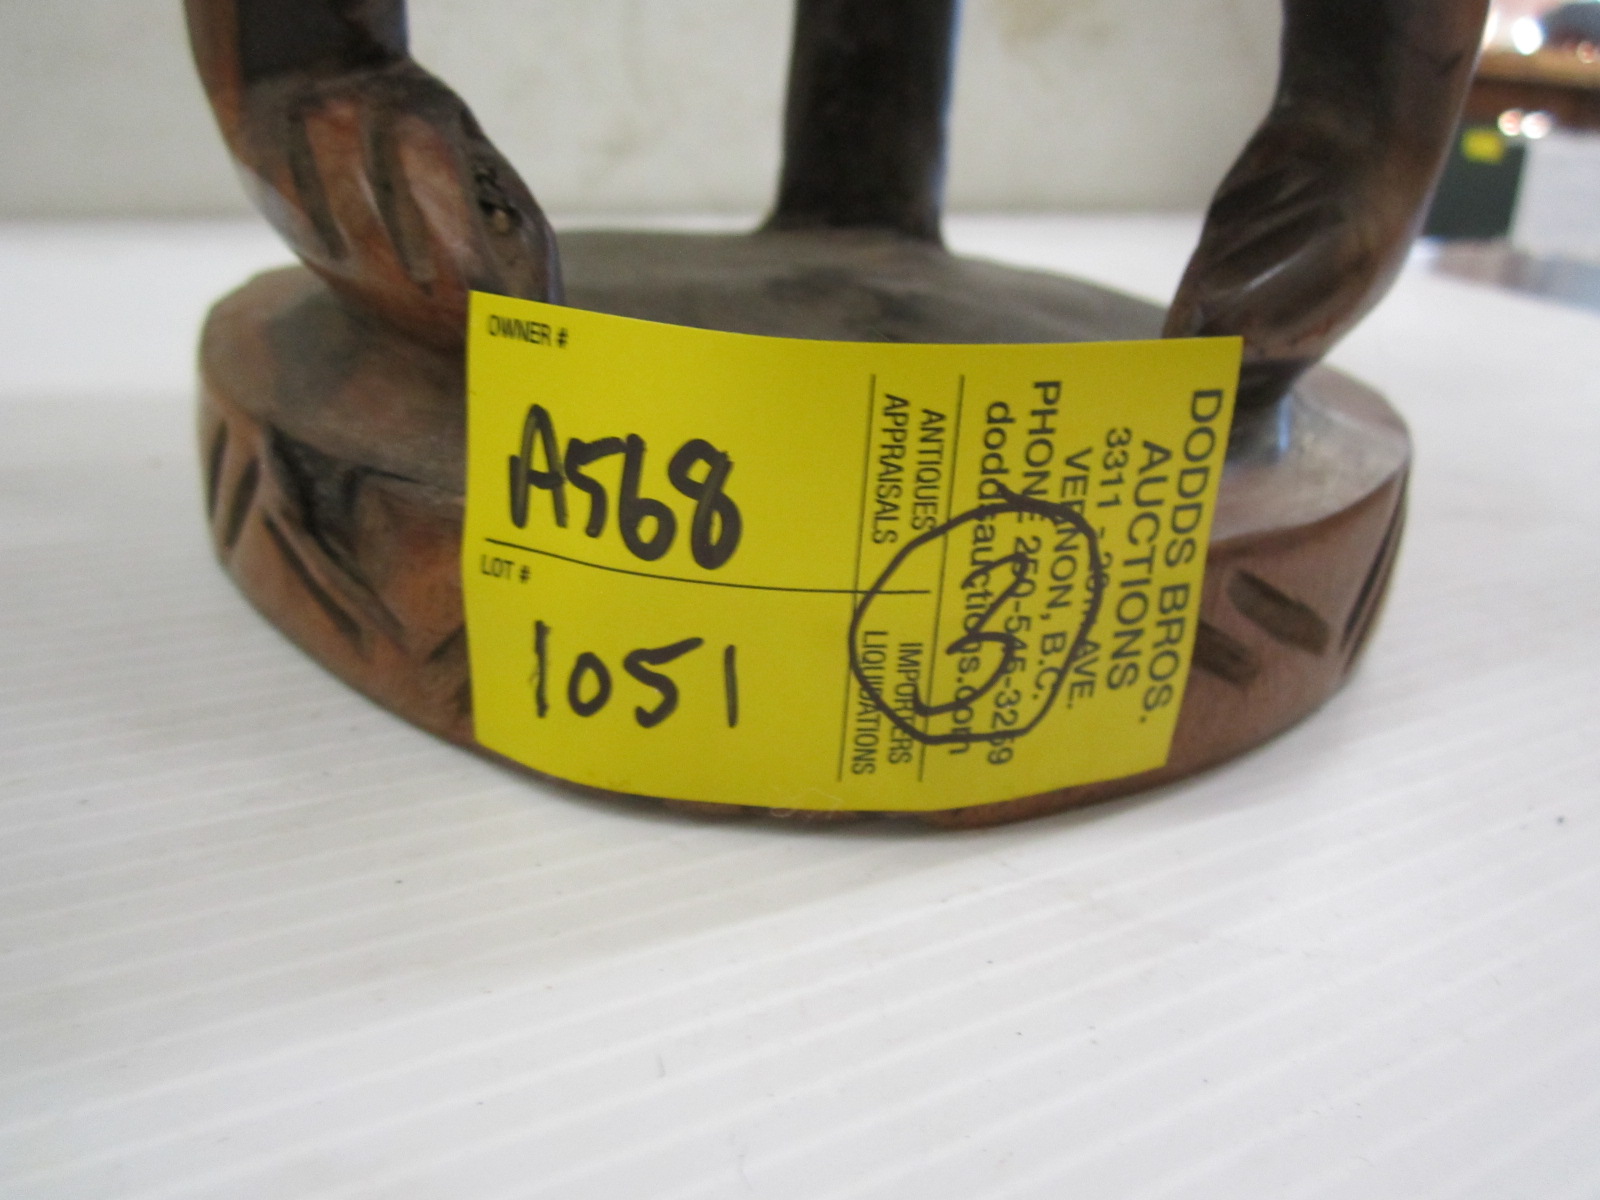 OWNER #
A568
LOT #
1051
DODDS BROS.
AUCTIONS
3311 - AVE.
VERNON, B.C.
PHONE 250-545-3259
doddsauctions.com
ANTIQUES
IMPORTERS
APPRAISALS
LIQUIDATIONS